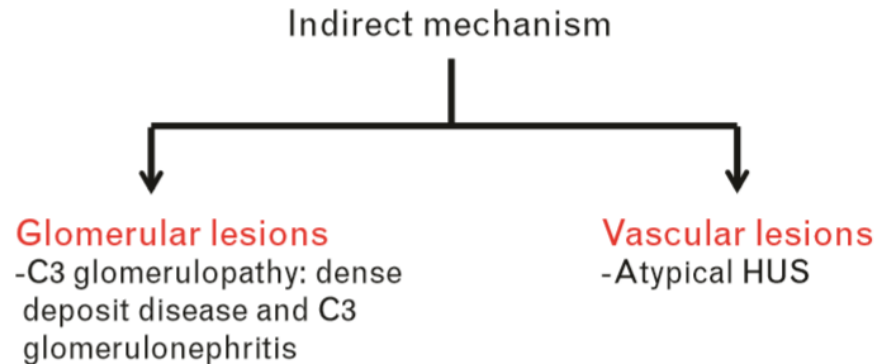 Indirect mechanism
Glomerular lesions
-C3 glomerulopathy: dense
deposit disease and C3
glomerulonephritis
Vascular lesions
-Atypical HUS